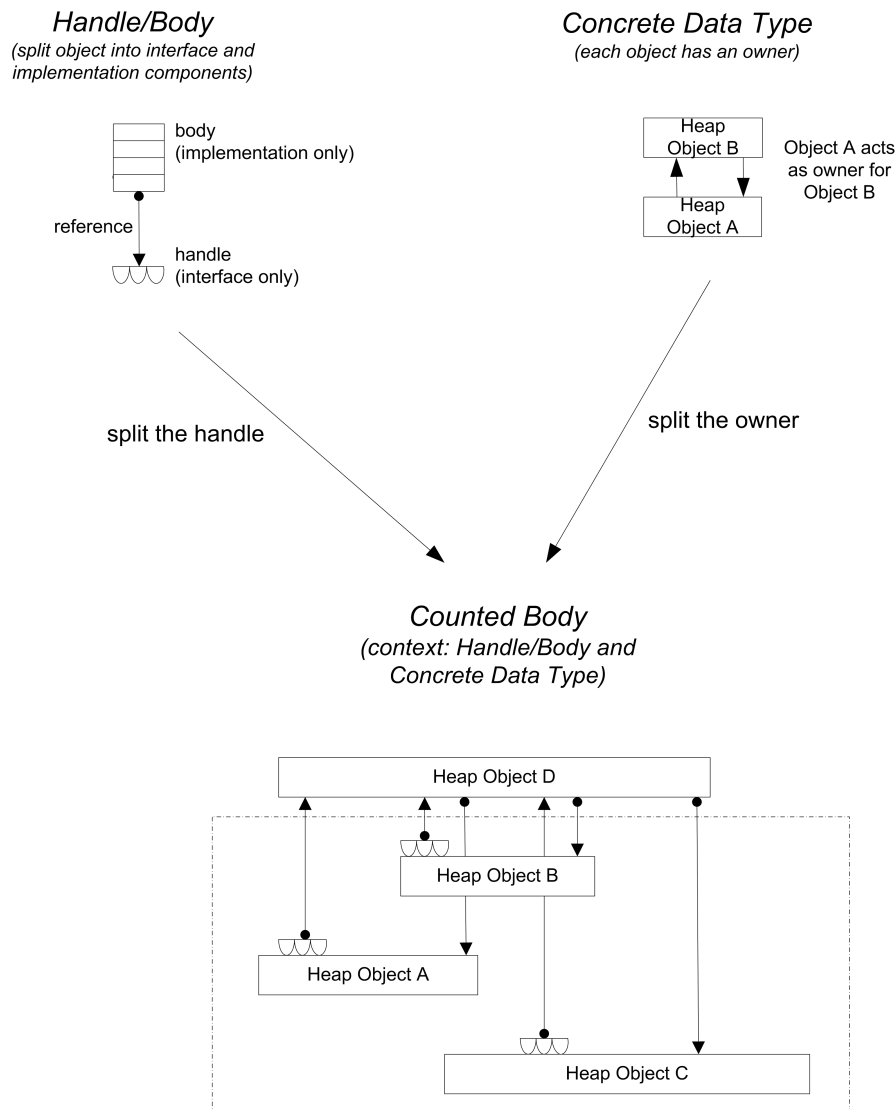 Handle/Body
(split object into interface and
implementation components)
body
(implementation only)
reference
handle
(interface only)
Concrete Data Type
(each object has an owner)
Heap
Object B
Heap
Object A
Object A acts
as owner for
Object B
split the handle
split the owner
Counted Body
(context: Handle/Body and
Concrete Data Type)
Heap Object D
Heap Object B
Heap Object A
Heap Object C